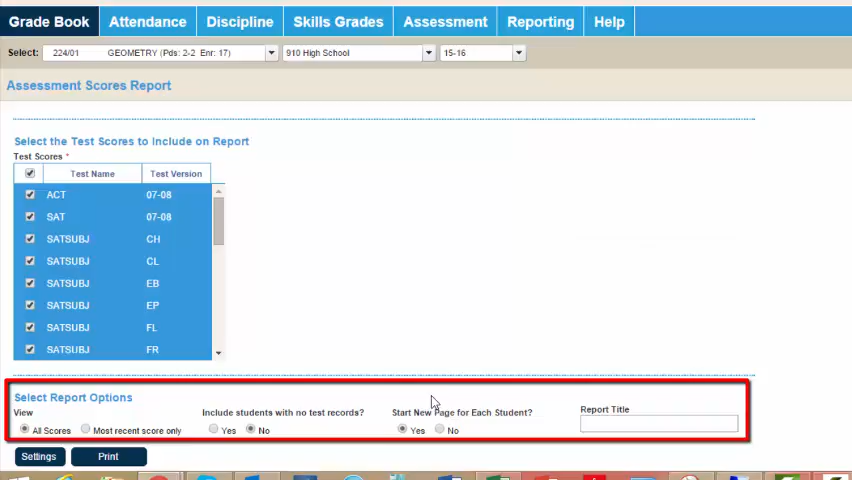 Grade Book Attendance Discipline Skills Grades Assessment Reporting Help
Select: 224/01 GEOMETRY (Pds: 2-2 Enr: 17) 910 High School 15-16
Assessment Scores Report
Select the Test Scores to Include on Report
Test Scores *
Test Name Test Version
ACT 07-08
SAT 07-08
SATSUBJ CH
SATSUBJ CL
SATSUBJ EB
SATSUBJ EP
SATSUBJ FL
SATSUBJ FR
Select Report Options
View Include students with no test records? Start New Page for Each Student? Report Title
All Scores Most recent score only Yes No Yes No
Settings Print